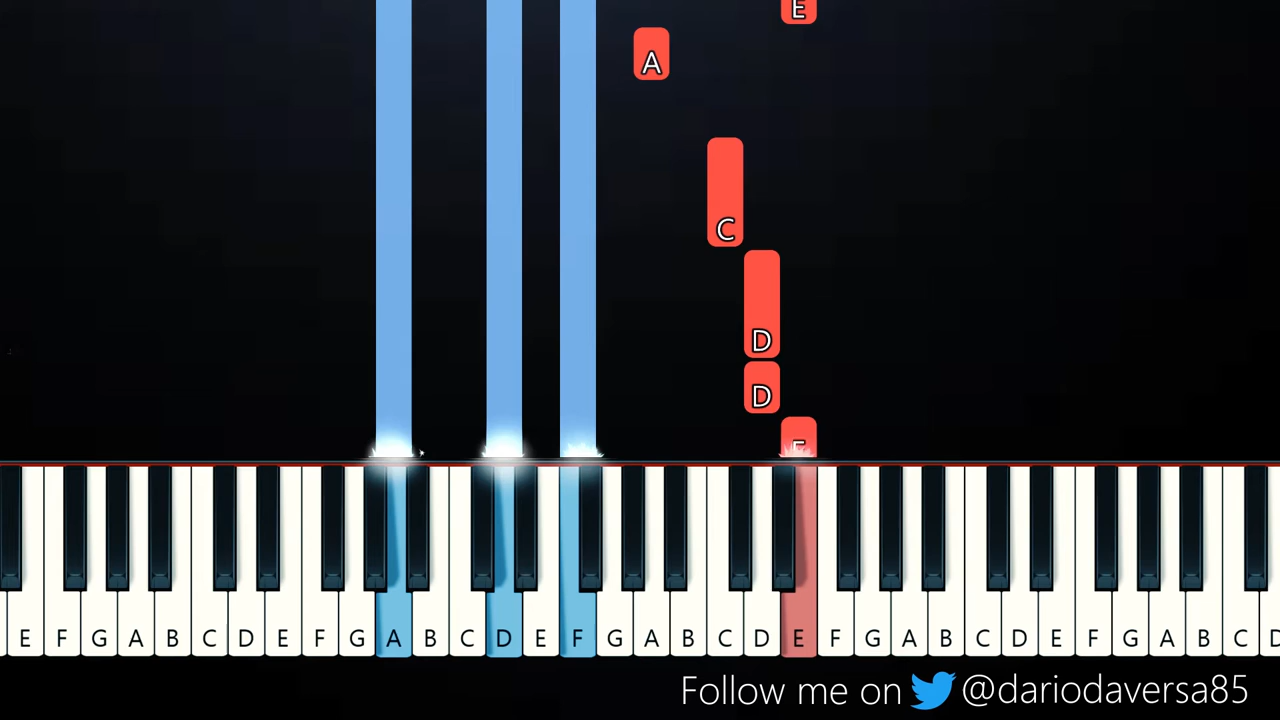 E
A
C
D
D
E
E F G A B C D E F G A B C D E F G A B C D E F G A B C D E F G A B C D
Follow me on @dariodaversa85